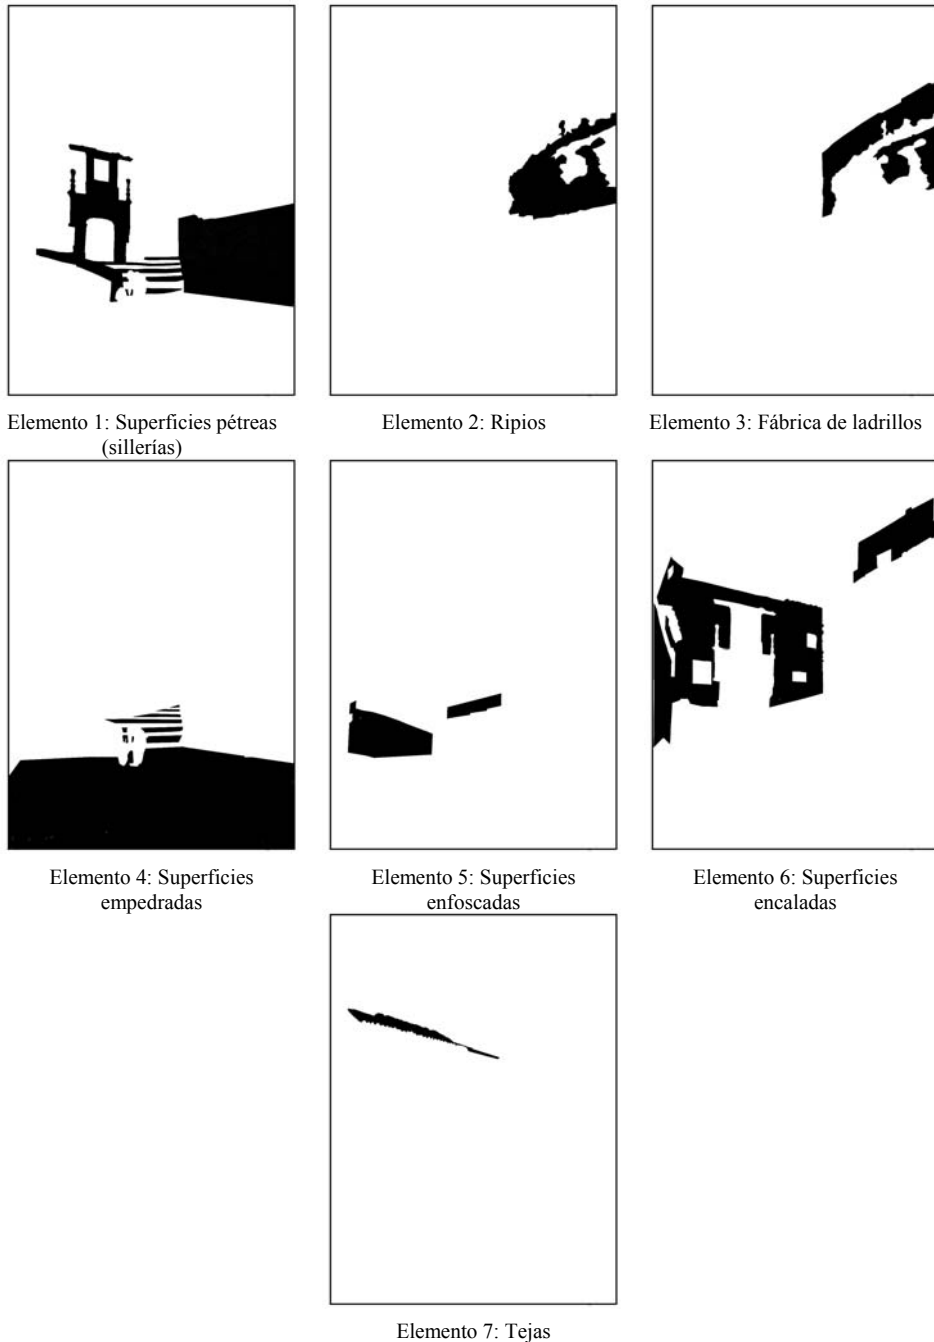 Elemento 1: Superficies pétreas
(sillerías)
Elemento 2: Ripios
Elemento 3: Fábrica de ladrillos
Elemento 4: Superficies
empedradas
Elemento 5: Superficies
enfoscadas
Elemento 6: Superficies
encaladas
Elemento 7: Tejas